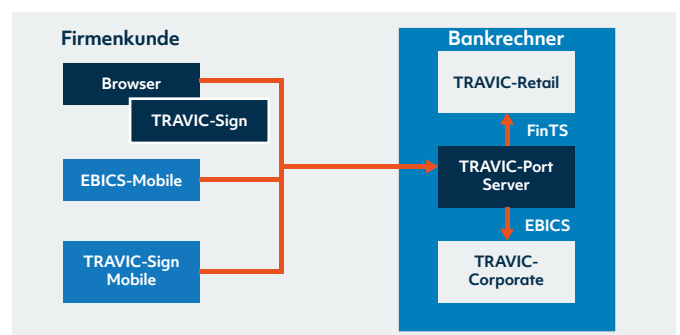 Firmenkunde
Browser
TRAVIC-Sign
EBICS-Mobile
TRAVIC-Sign
Mobile
Bankrechner
TRAVIC-Retail
FinTS
TRAVIC-Port
Server
EBICS
TRAVIC-
Corporate